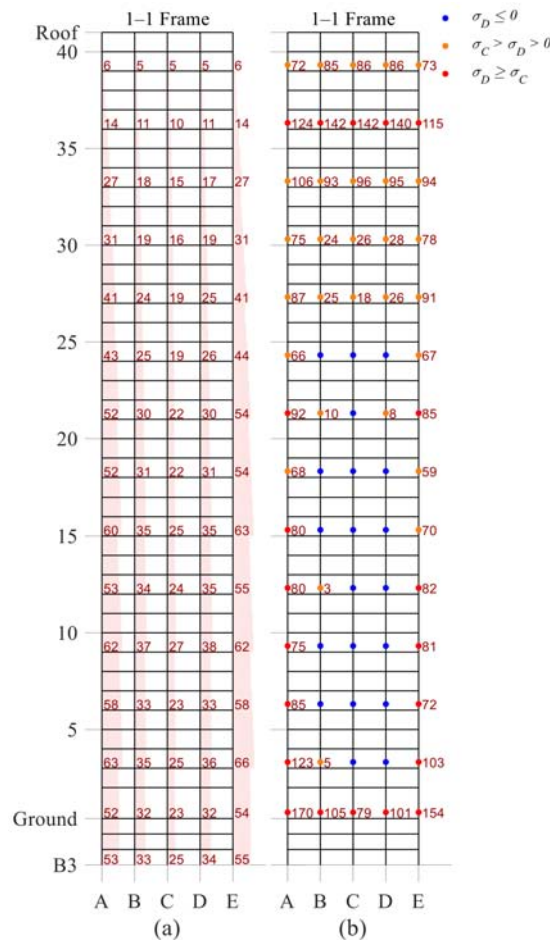 1–1 Frame 1–1 Frame
σ_D ≤ 0
σ_C > σ_D > 0
σ_D ≥ σ_C
Roof
40
6 5 5 5 6 72 85 86 86 73
14 11 10 11 14 124 142 142 140 115
35
27 18 15 17 27 106 93 96 95 94
30
31 19 16 19 31 75 24 26 28 78
41 24 19 25 41 87 25 18 26 91
25
43 25 19 26 44 66 67
52 30 22 30 54 92 10 8 85
20
52 31 22 31 54 68 59
15
60 35 25 35 63 80 70
53 34 24 35 55 80 3 82
10
62 37 27 38 62 75 81
58 33 23 33 58 85 72
5
63 35 25 36 66 123 5 103
Ground
52 32 23 32 54 170 105 79 101 154
B3
53 33 25 34 55
A B C D E A B C D E
(a) (b)